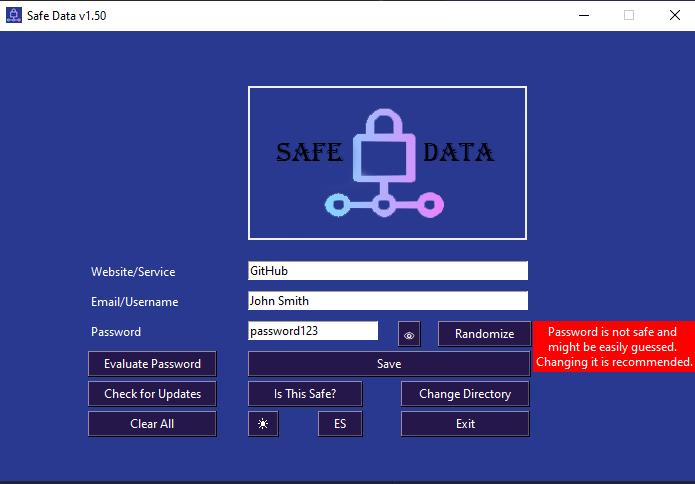 Safe Data v1.50
SAFE DATA
Website/Service GitHub
Email/Username John Smith
Password password123 Randomize
Password is not safe and
might be easily guessed.
Changing it is recommended.
Evaluate Password Save
Check for Updates Is This Safe? Change Directory
Clear All ES Exit